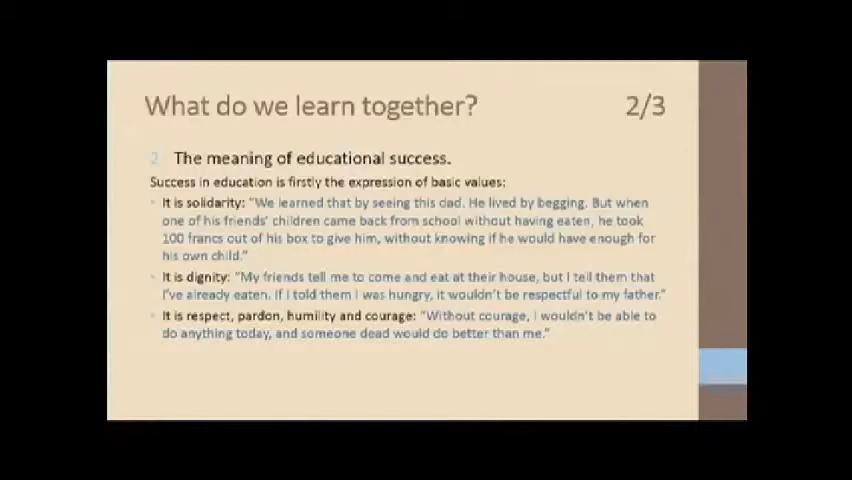 What do we learn together? 2/3
2. The meaning of educational success.
Success in education is firstly the expression of basic values:
It is solidarity: “We learned that by seeing this dad. He lived by begging. But when
one of his friends’ children came back from school without having eaten, he took
100 francs out of his box to give him, without knowing if he would have enough for
his own child.”
It is dignity: “My friends tell me to come and eat at their house, but I tell them that
I’ve already eaten. If I told them I was hungry, it wouldn’t be respectful to my father.”
It is respect, pardon, humility and courage: “Without courage, I wouldn’t be able to
do anything today, and someone dead would do better than me.”